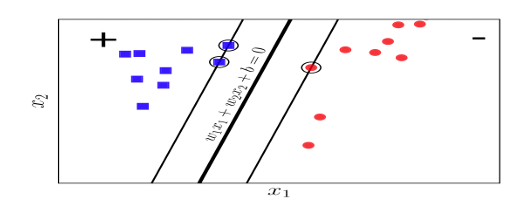 +
−
w₁x₁ + w₂x₂ + b = 0
x₂
x₁